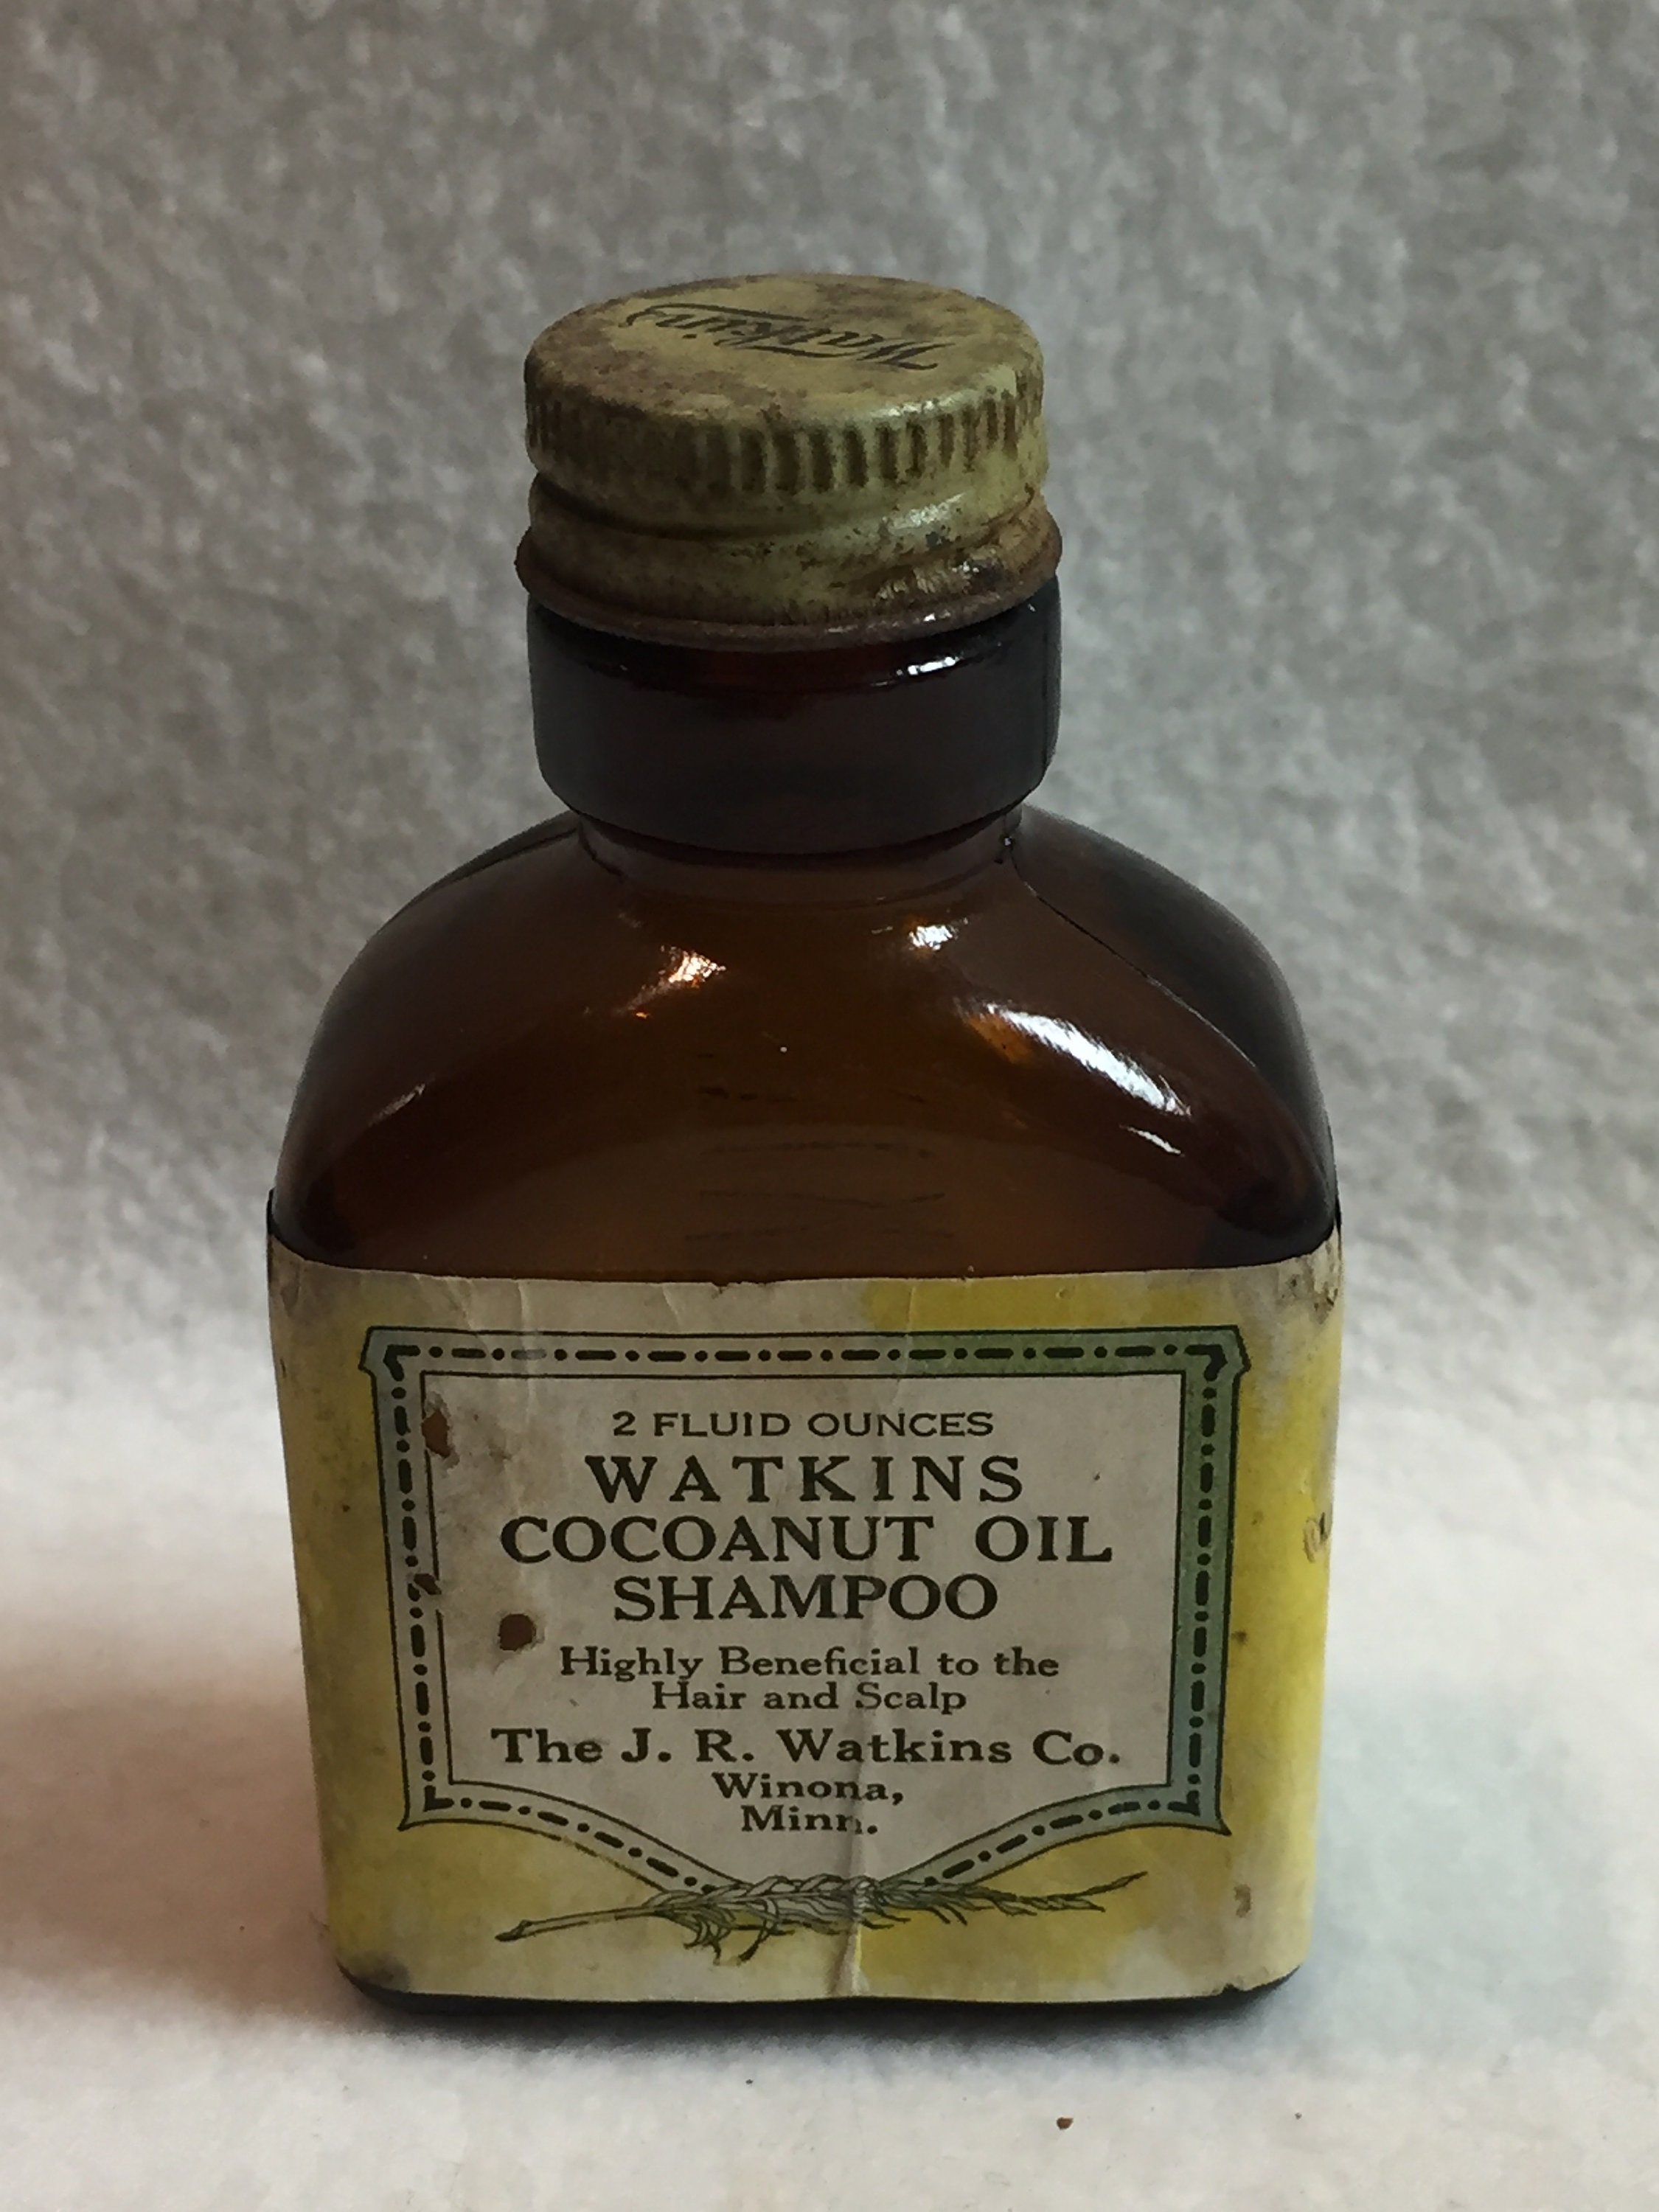 Watkins
2 FLUID OUNCES
WATKINS
COCOANUT OIL
SHAMPOO
Highly Beneficial to the
Hair and Scalp
The J. R. Watkins Co.
Winona,
Minn.